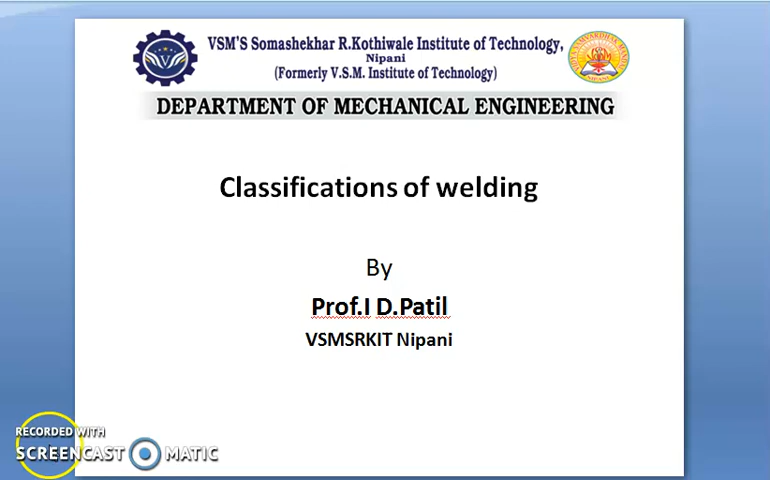 VSM'S Somashekhar R.Kothiwale Institute of Technology,
Nipani
(Formerly V.S.M. Institute of Technology)
DEPARTMENT OF MECHANICAL ENGINEERING
Classifications of welding
By
Prof.I D.Patil
VSMSRKIT Nipani
RECORDED WITH
SCREENCAST MATIC